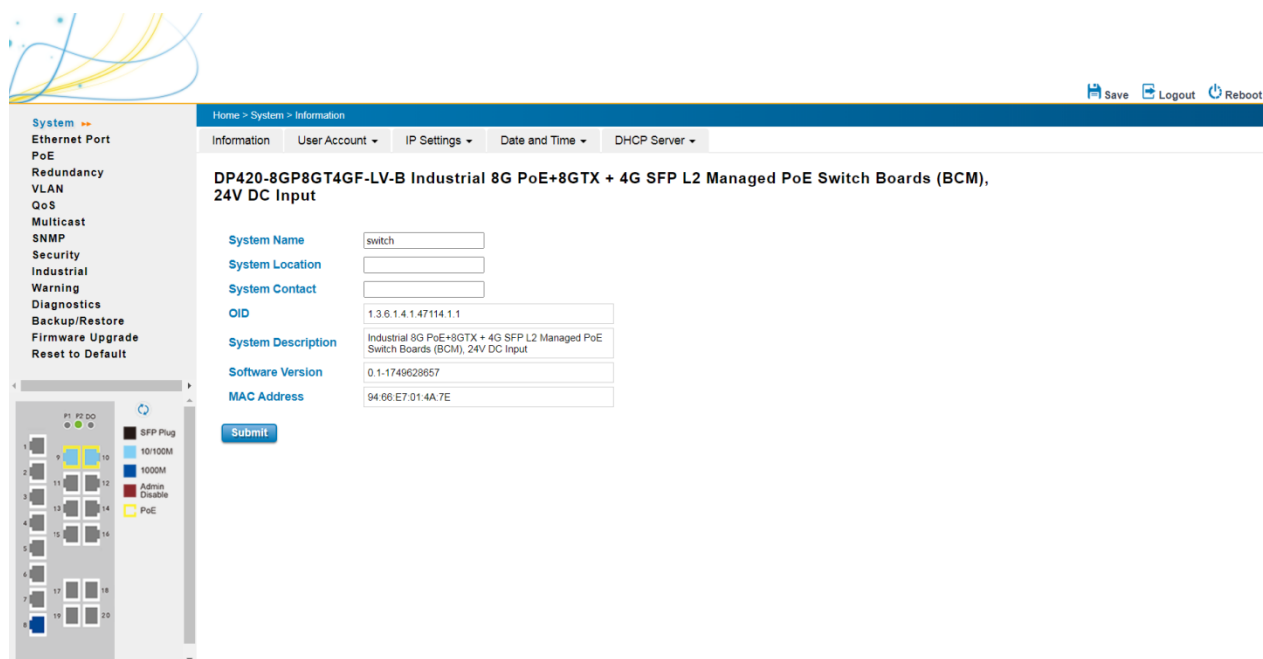 Save Logout Reboot
Home > System > Information
Information User Account IP Settings Date and Time DHCP Server
System
Ethernet Port
PoE
Redundancy
VLAN
QoS
Multicast
SNMP
Security
Industrial
Warning
Diagnostics
Backup/Restore
Firmware Upgrade
Reset to Default
DP420-8GP8GT4GF-LV-B Industrial 8G PoE+8GTX + 4G SFP L2 Managed PoE Switch Boards (BCM),
24V DC Input
System Name switch
System Location
System Contact
OID 1.3.6.1.4.1.47114.1.1
System Description Industrial 8G PoE+8GTX + 4G SFP L2 Managed PoE
Switch Boards (BCM), 24V DC Input
Software Version 0.1-1749628657
MAC Address 94:66:E7:01:4A:7E
Submit
P1 P2 DO
SFP Plug
10/100M
1000M
Admin
Disable
PoE
1
2
3
4
5
6
7
8
9 10
11 12
13 14
15 16
17 18
19 20